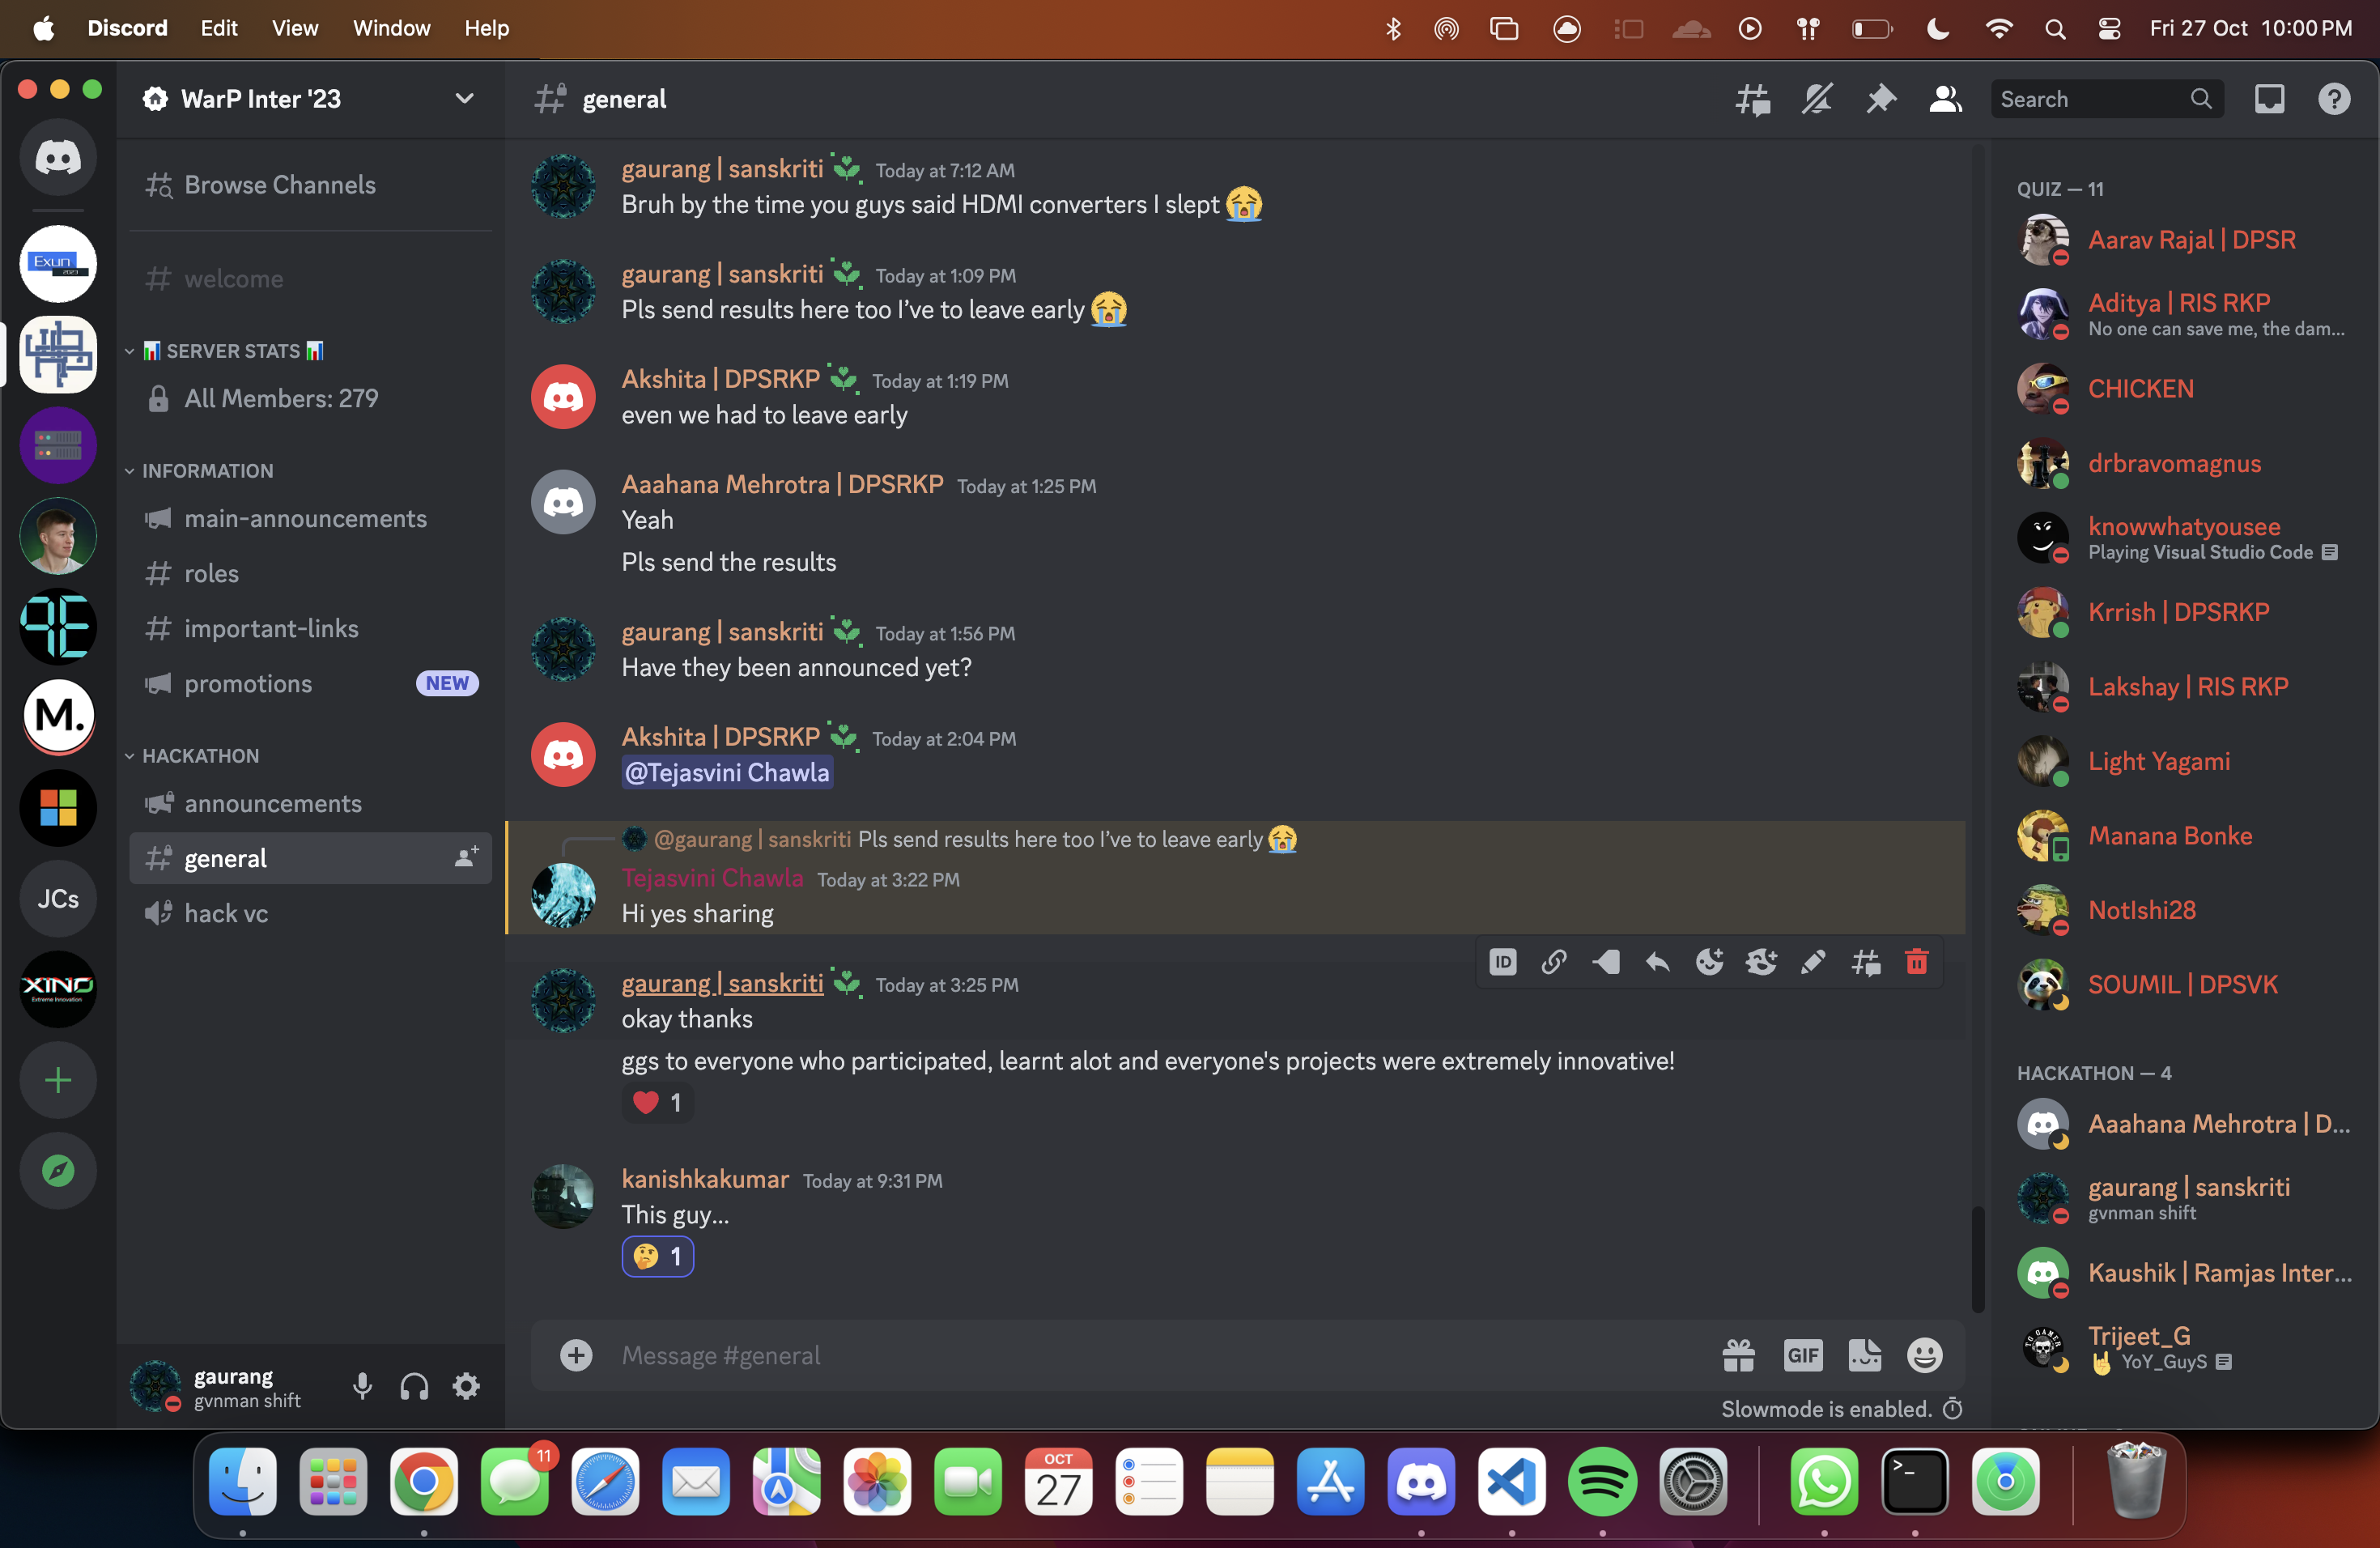 Discord Edit View Window Help
Fri 27 Oct 10:00 PM
WarP Inter '23
Browse Channels
welcome
SERVER STATS
All Members: 279
INFORMATION
main-announcements
roles
important-links
promotions NEW
HACKATHON
announcements
general
hack vc
Exun
2023
M.
JCs
XINO
Extreme Innovation
gaurang
gvnman shift
general
Search
gaurang | sanskriti Today at 7:12 AM
Bruh by the time you guys said HDMI converters I slept 😭
gaurang | sanskriti Today at 1:09 PM
Pls send results here too I’ve to leave early 😭
Akshita | DPSRKP Today at 1:19 PM
even we had to leave early
Aaahana Mehrotra | DPSRKP Today at 1:25 PM
Yeah
Pls send the results
gaurang | sanskriti Today at 1:56 PM
Have they been announced yet?
Akshita | DPSRKP Today at 2:04 PM
@Tejasvini Chawla
@gaurang | sanskriti Pls send results here too I’ve to leave early 😭
Tejasvini Chawla Today at 3:22 PM
Hi yes sharing
ID
gaurang | sanskriti Today at 3:25 PM
okay thanks
ggs to everyone who participated, learnt alot and everyone's projects were extremely innovative!
❤️ 1
kanishkakumar Today at 9:31 PM
This guy...
🤔 1
Message #general
GIF
Slowmode is enabled.
QUIZ — 11
Aarav Rajal | DPSR
Aditya | RIS RKP
No one can save me, the dam...
CHICKEN
drbravomagnus
knowwhatyousee
Playing Visual Studio Code
Krrish | DPSRKP
Lakshay | RIS RKP
Light Yagami
Manana Bonke
NotIshi28
SOUMIL | DPSVK
HACKATHON — 4
Aaahana Mehrotra | D...
gaurang | sanskriti
gvnman shift
Kaushik | Ramjas Inter...
Trijeet_G
🤘 YoY_GuyS
11
OCT
27
>_